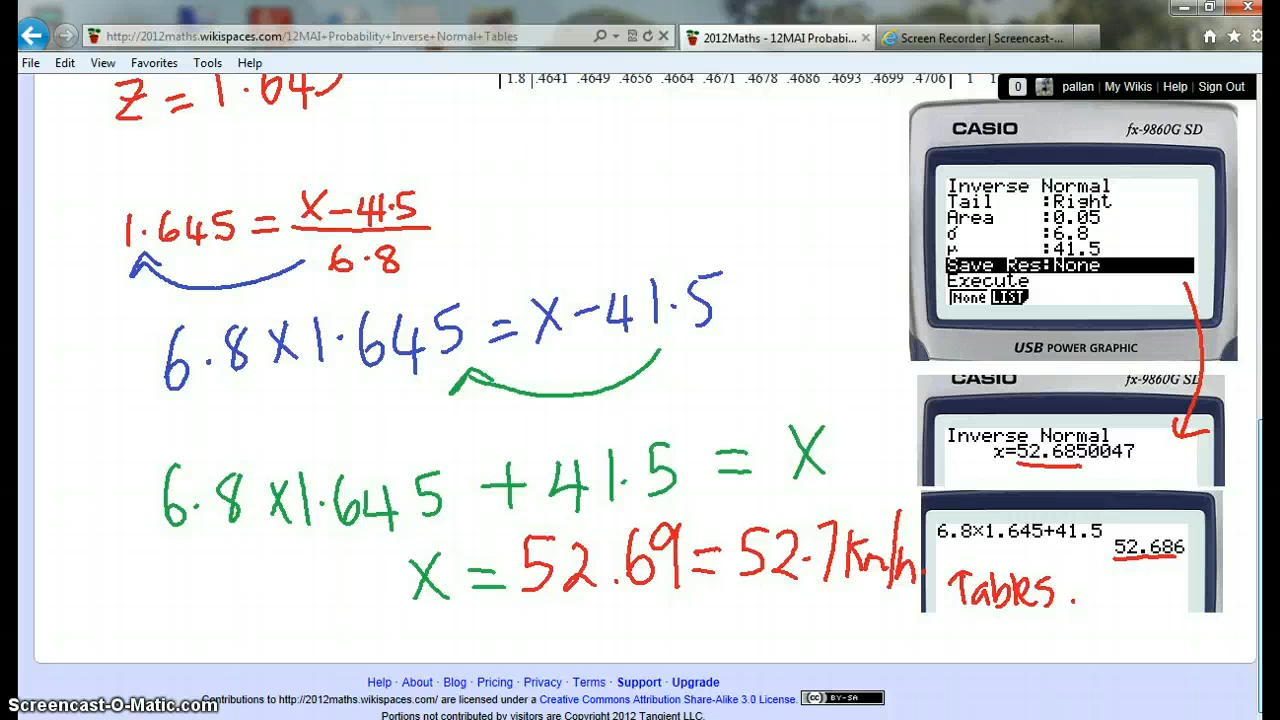 http://2012maths.wikispaces.com/12MAI+Probability+Inverse+Normal+Tables
2012Maths - 12MAI Probabi...
Screen Recorder | Screencast-...
File Edit View Favorites Tools Help
1.8 .4641 .4649 .4656 .4664 .4671 .4678 .4686 .4693 .4699 .4706 1 1
0 pallan My Wikis | Help | Sign Out
z = 1.645
CASIO fx-9860G SD
Inverse Normal
Tail :Right
Area :0.05
σ :6.8
μ :41.5
Save Res:None
Execute
None LIST
USB POWER GRAPHIC
1.645 = X-41.5
6.8
6.8 X 1.645 = X - 41.5
CASIO fx-9860G SD
Inverse Normal
x=52.6850047
6.8 X 1.645 + 41.5 = X
6.8×1.645+41.5
52.686
X = 52.69 = 52.7 Km/h.
Tables.
Help · About · Blog · Pricing · Privacy · Terms · Support · Upgrade
Contributions to http://2012maths.wikispaces.com/ are licensed under a Creative Commons Attribution Share-Alike 3.0 License. CC BY-SA
Portions not contributed by visitors are Copyright 2012 Tangient LLC.
Screencast-O-Matic.com